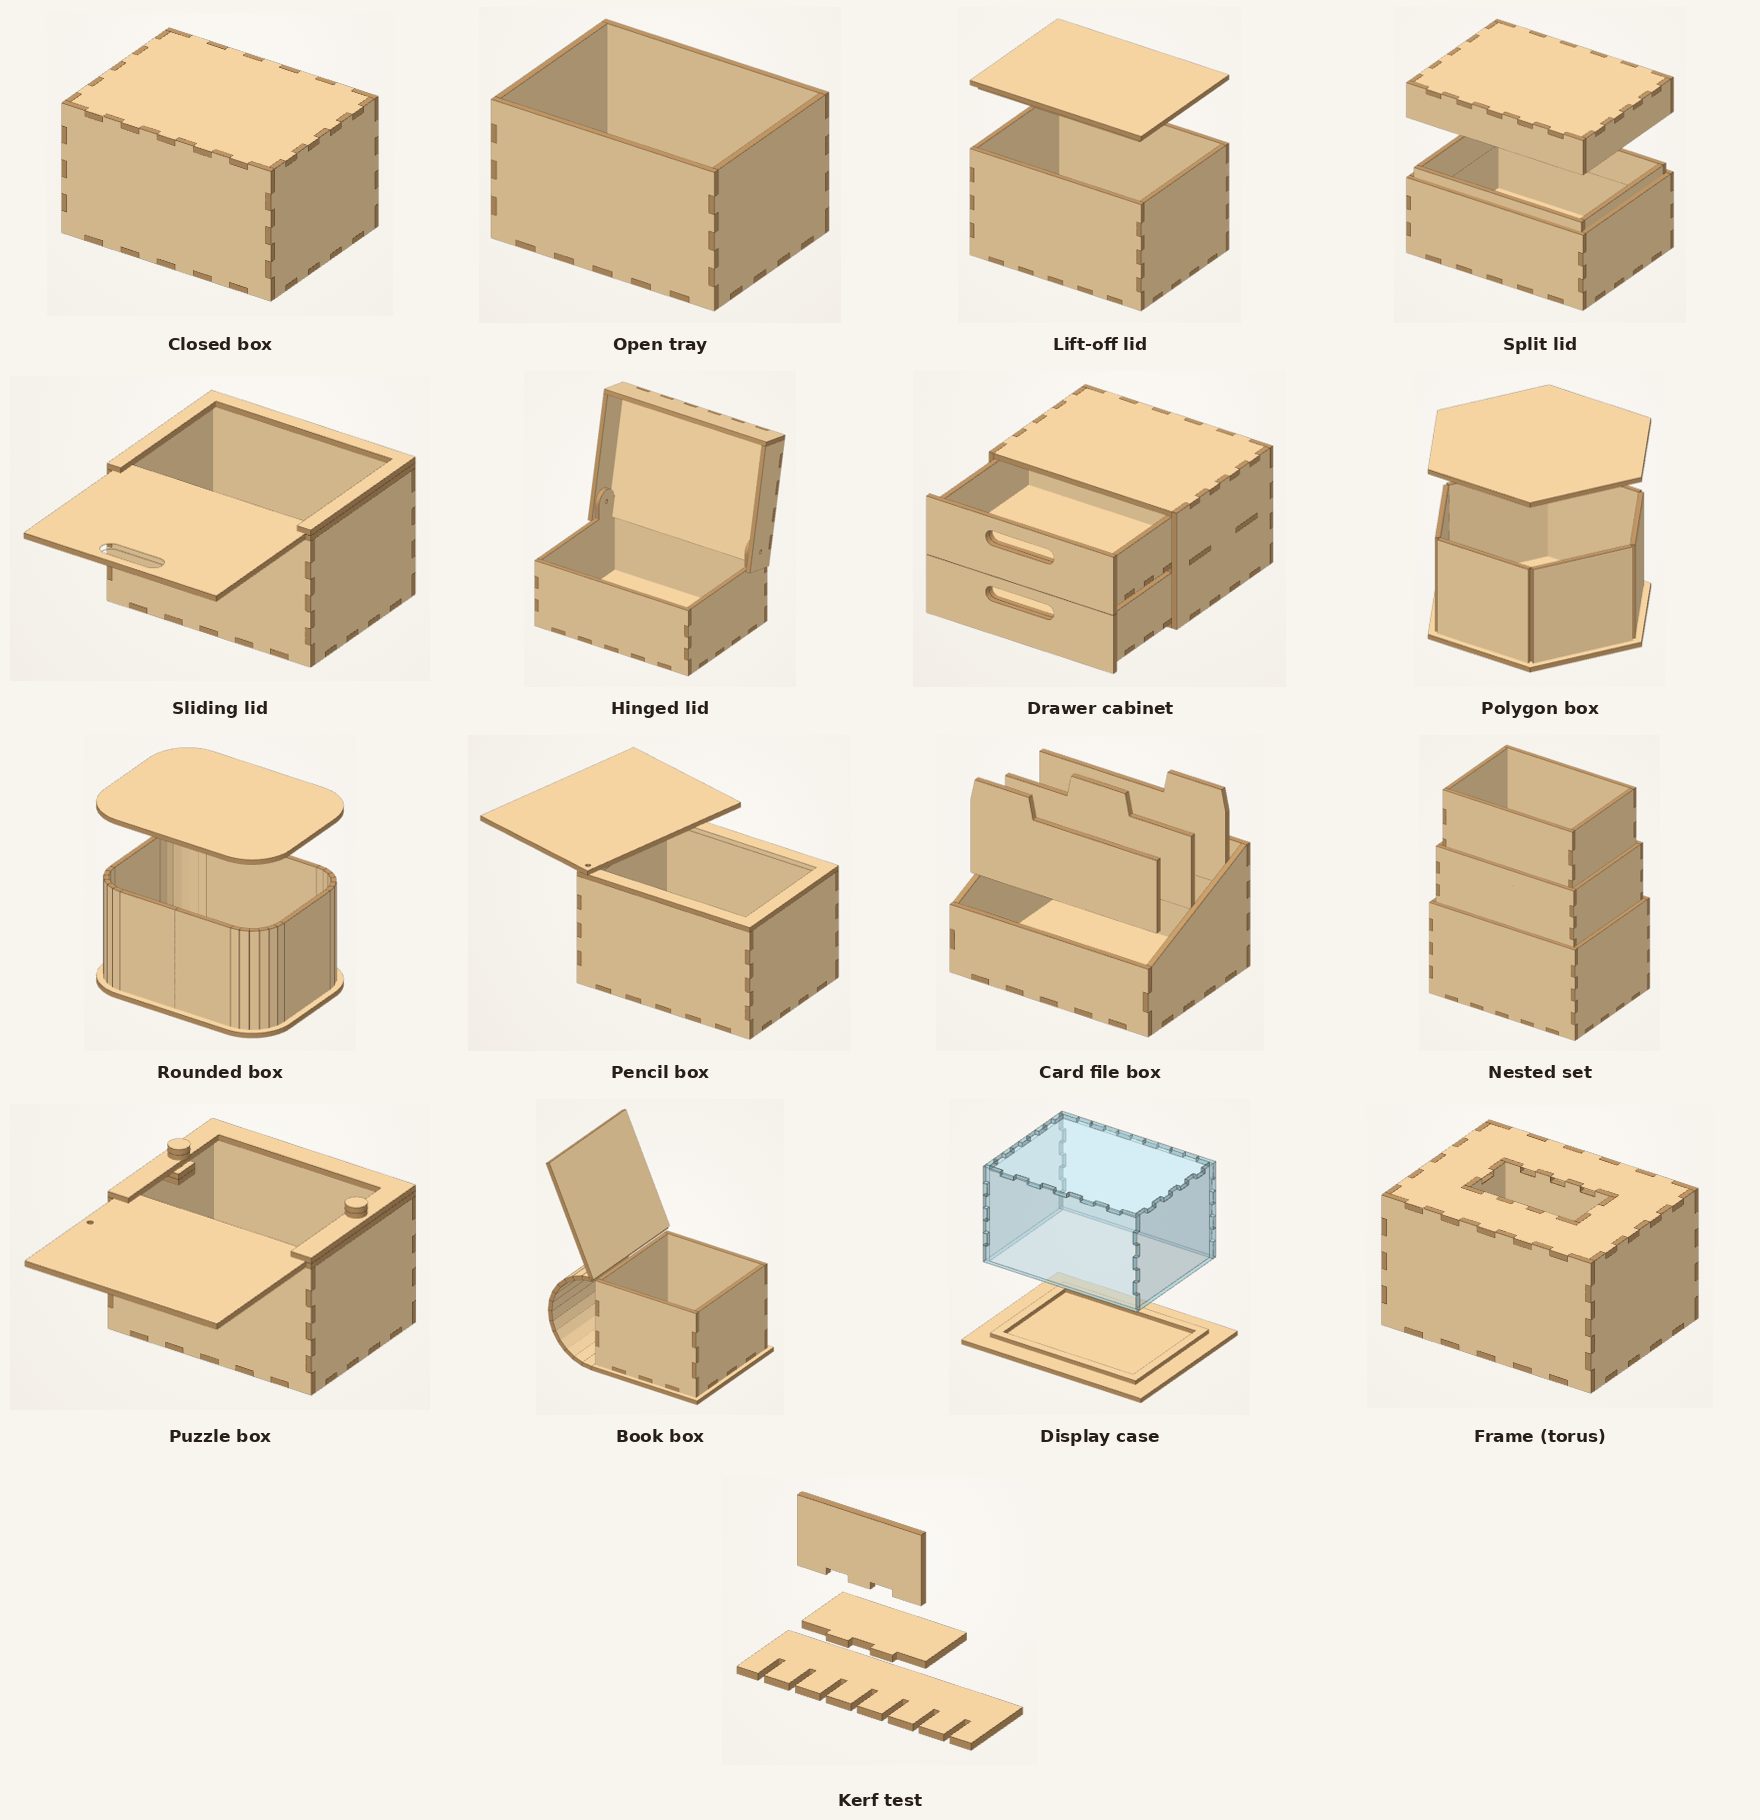 Closed box
Open tray
Lift-off lid
Split lid
Sliding lid
Hinged lid
Drawer cabinet
Polygon box
Rounded box
Pencil box
Card file box
Nested set
Puzzle box
Book box
Display case
Frame (torus)
Kerf test